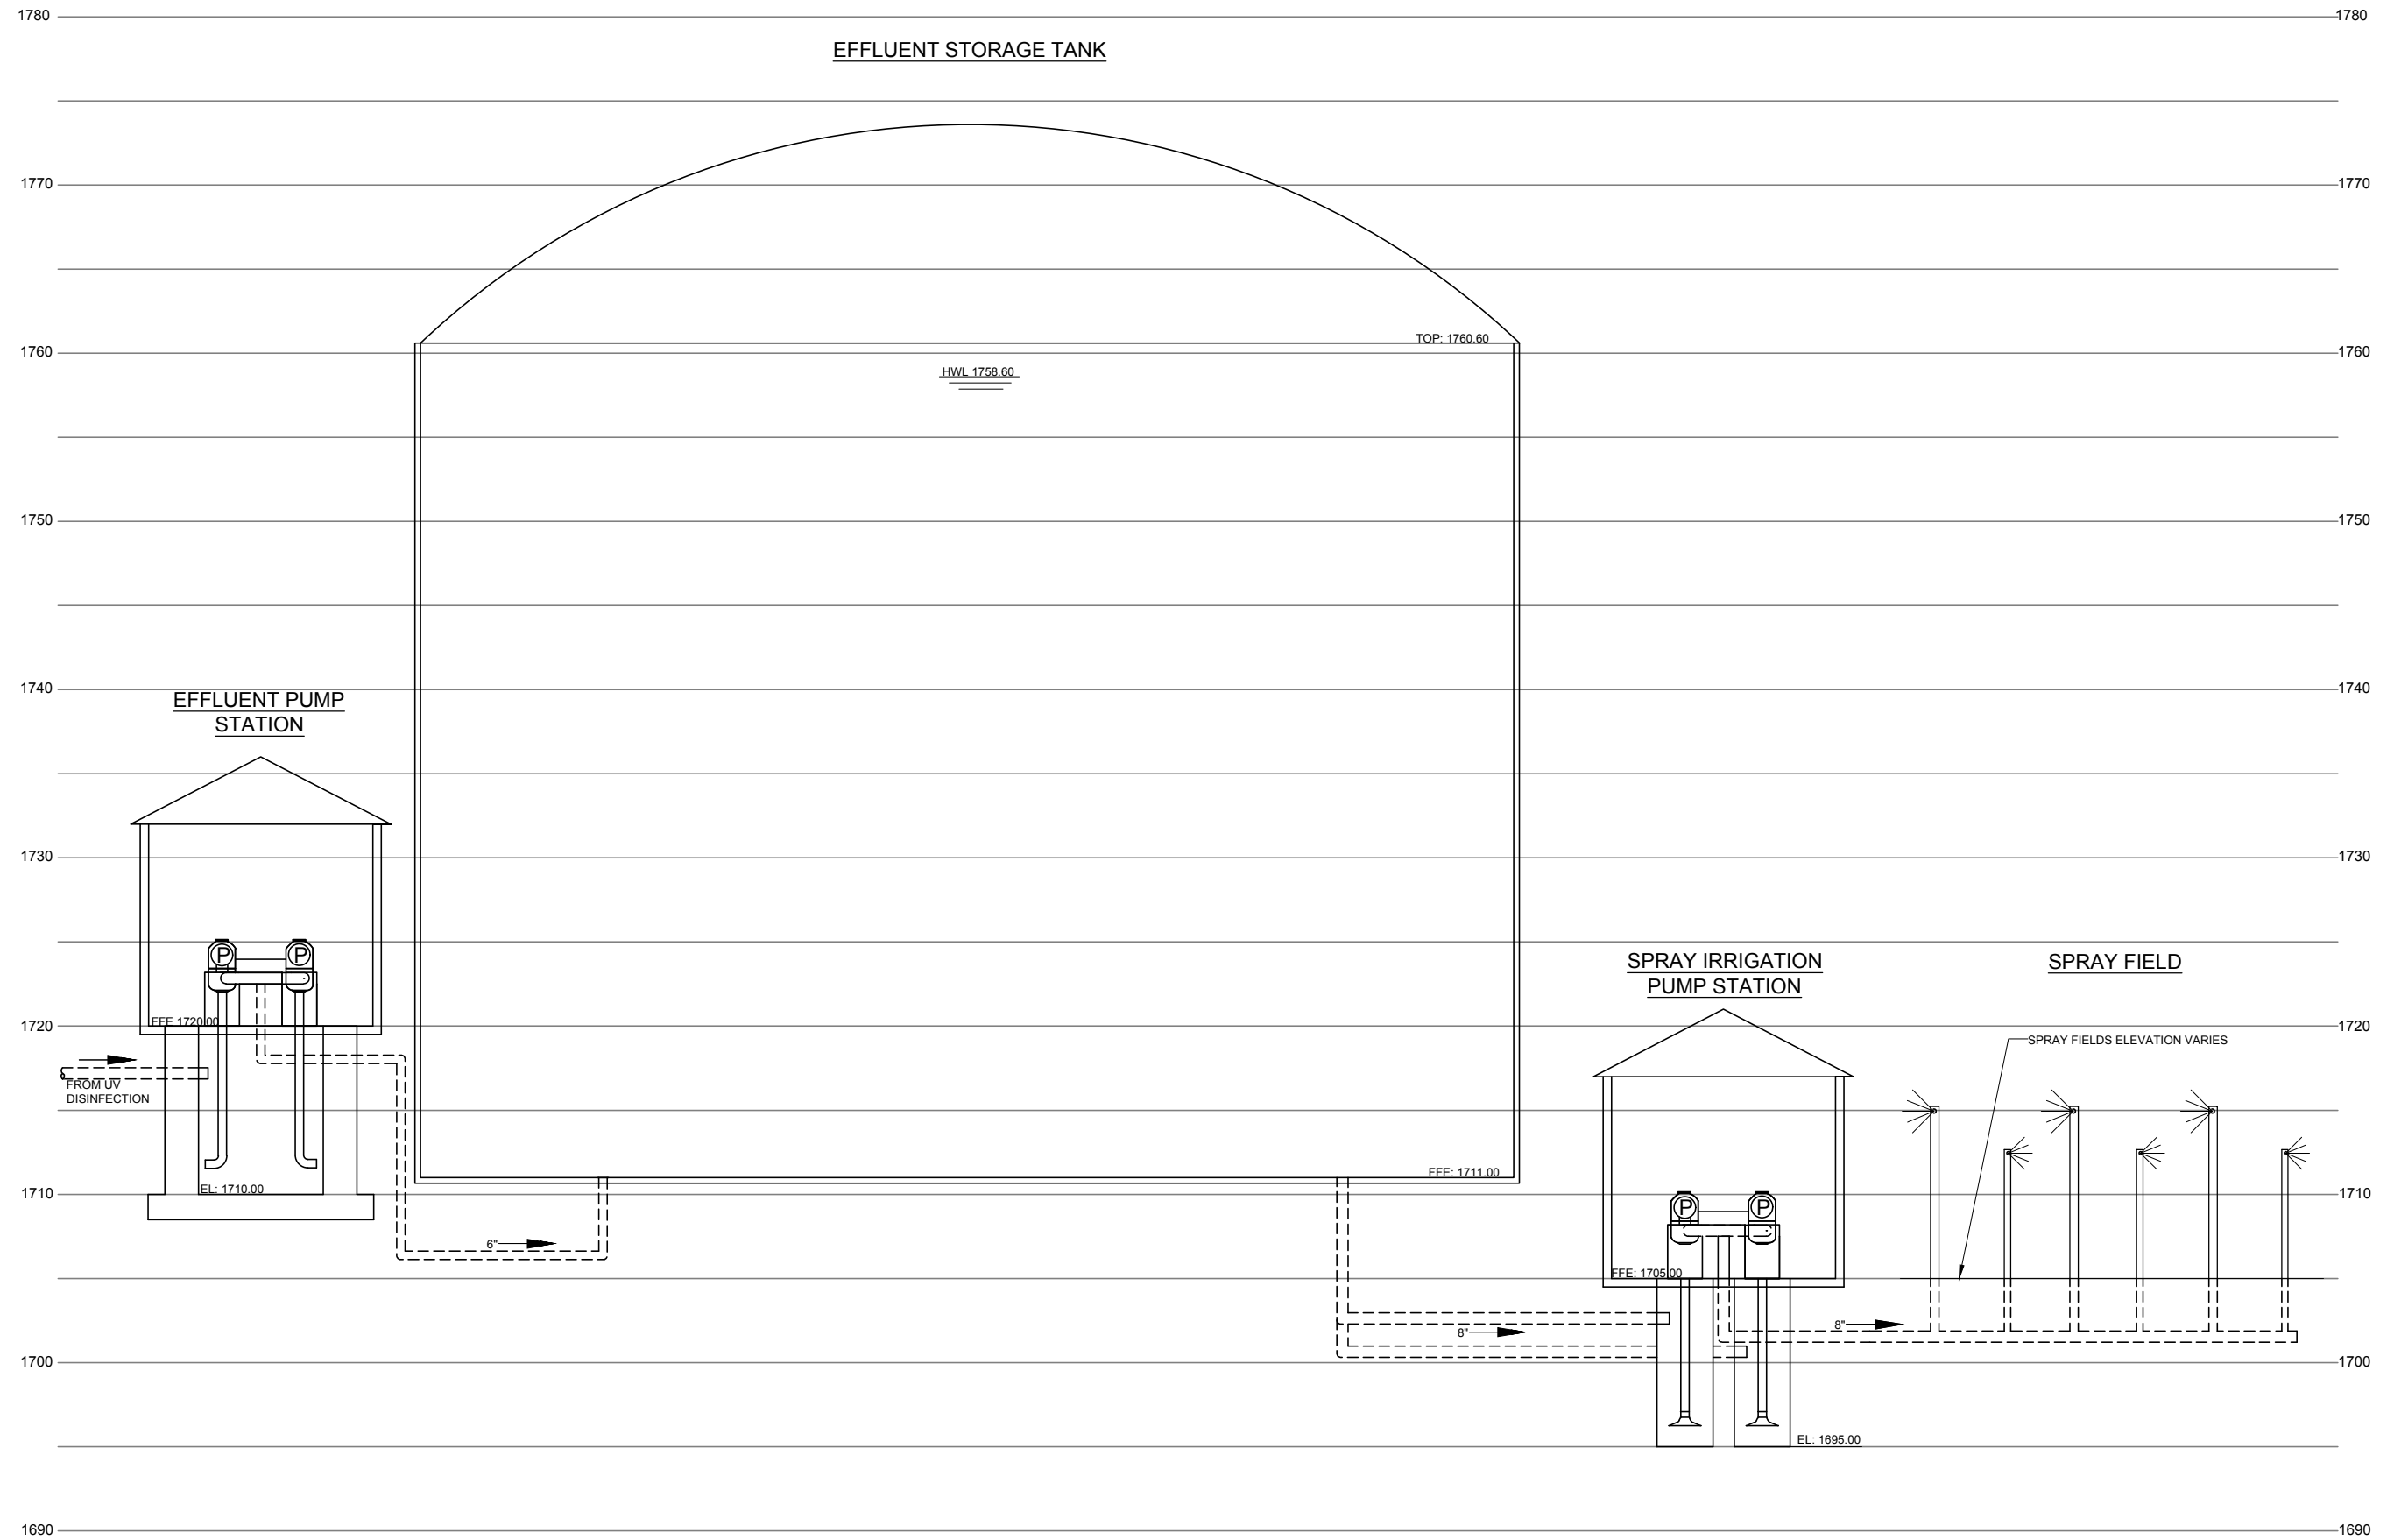 1780
1780
EFFLUENT STORAGE TANK
1770
1770
TOP: 1760.60
1760
1760
HWL 1758.60
1750
1750
1740
1740
EFFLUENT PUMP
STATION
1730
1730
P
P
SPRAY IRRIGATION
PUMP STATION
SPRAY FIELD
FFE 1720.00
1720
1720
SPRAY FIELDS ELEVATION VARIES
FROM UV
DISINFECTION
FFE: 1711.00
EL: 1710.00
1710
1710
P
P
6"
FFE: 1705.00
8"
8"
1700
1700
EL: 1695.00
1690
1690